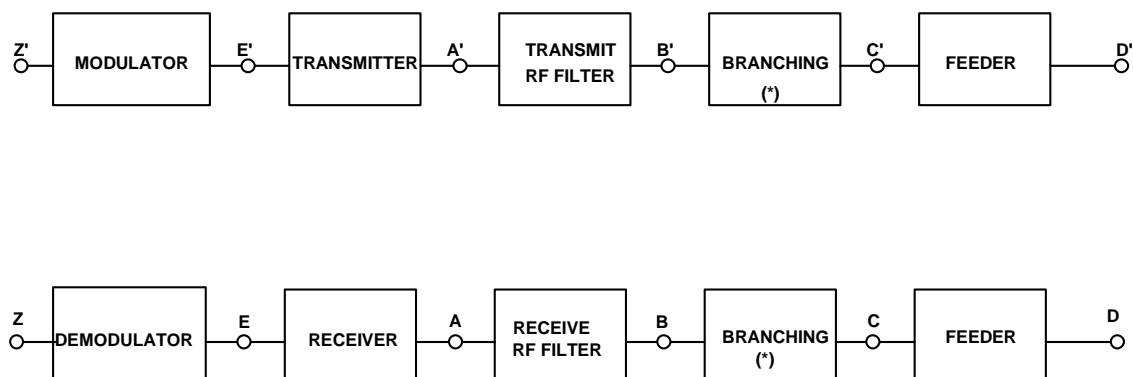 Z' MODULATOR E' TRANSMITTER A' TRANSMIT RF FILTER B' BRANCHING (*) C' FEEDER D'
Z DEMODULATOR E RECEIVER A RECEIVE RF FILTER B BRANCHING (*) C FEEDER D